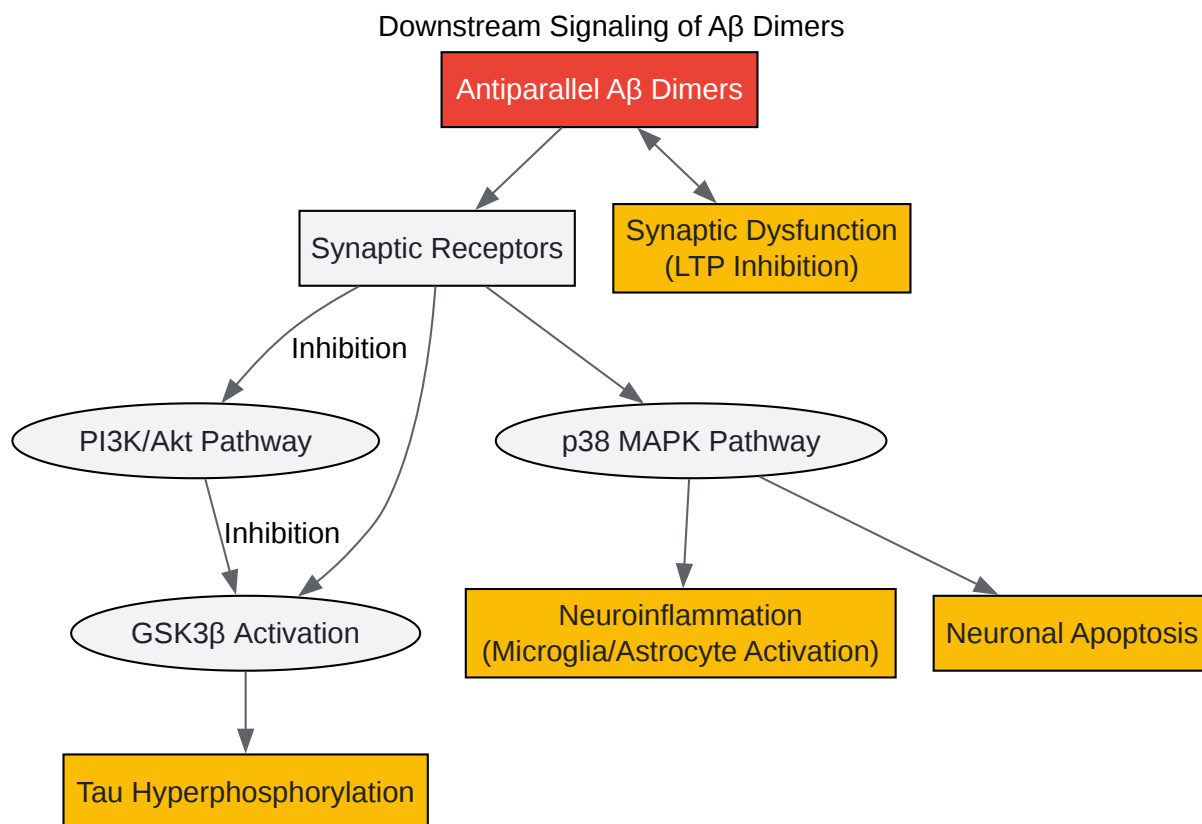 Downstream Signaling of Aβ Dimers
Antiparallel Aβ Dimers
Synaptic Receptors
Synaptic Dysfunction
(LTP Inhibition)
Inhibition
PI3K/Akt Pathway
p38 MAPK Pathway
Inhibition
GSK3β Activation
Neuroinflammation
(Microglia/Astrocyte Activation)
Neuronal Apoptosis
Tau Hyperphosphorylation